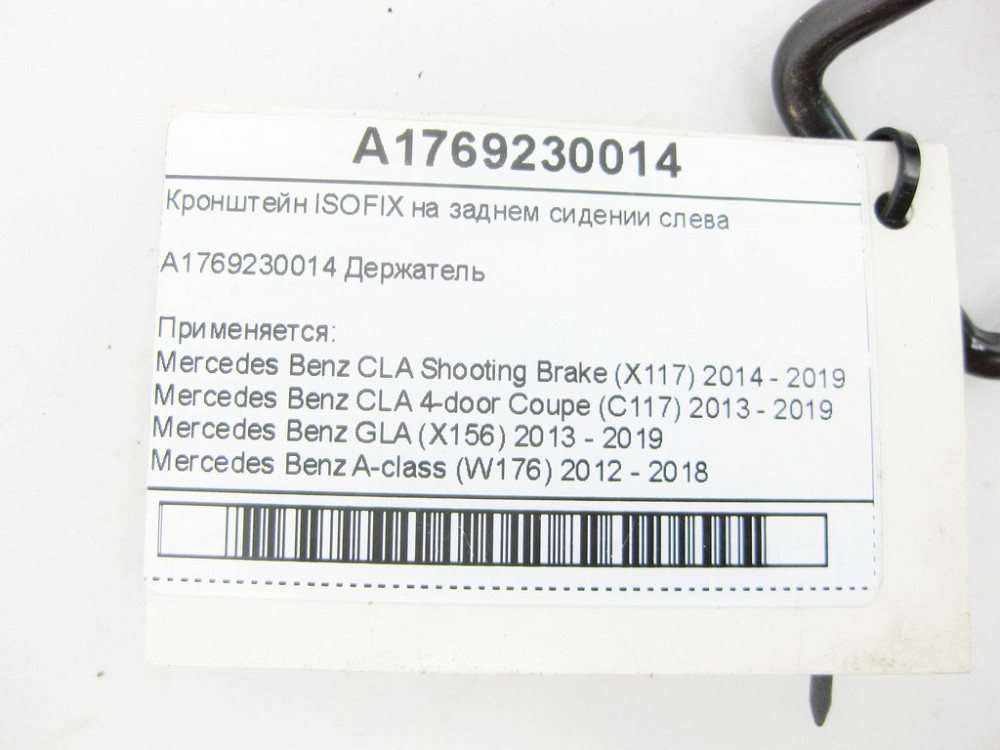 A1769230014
Кронштейн ISOFIX на заднем сидении слева
A1769230014 Держатель
Применяется:
Mercedes Benz CLA Shooting Brake (X117) 2014 - 2019
Mercedes Benz CLA 4-door Coupe (C117) 2013 - 2019
Mercedes Benz GLA (X156) 2013 - 2019
Mercedes Benz A-class (W176) 2012 - 2018